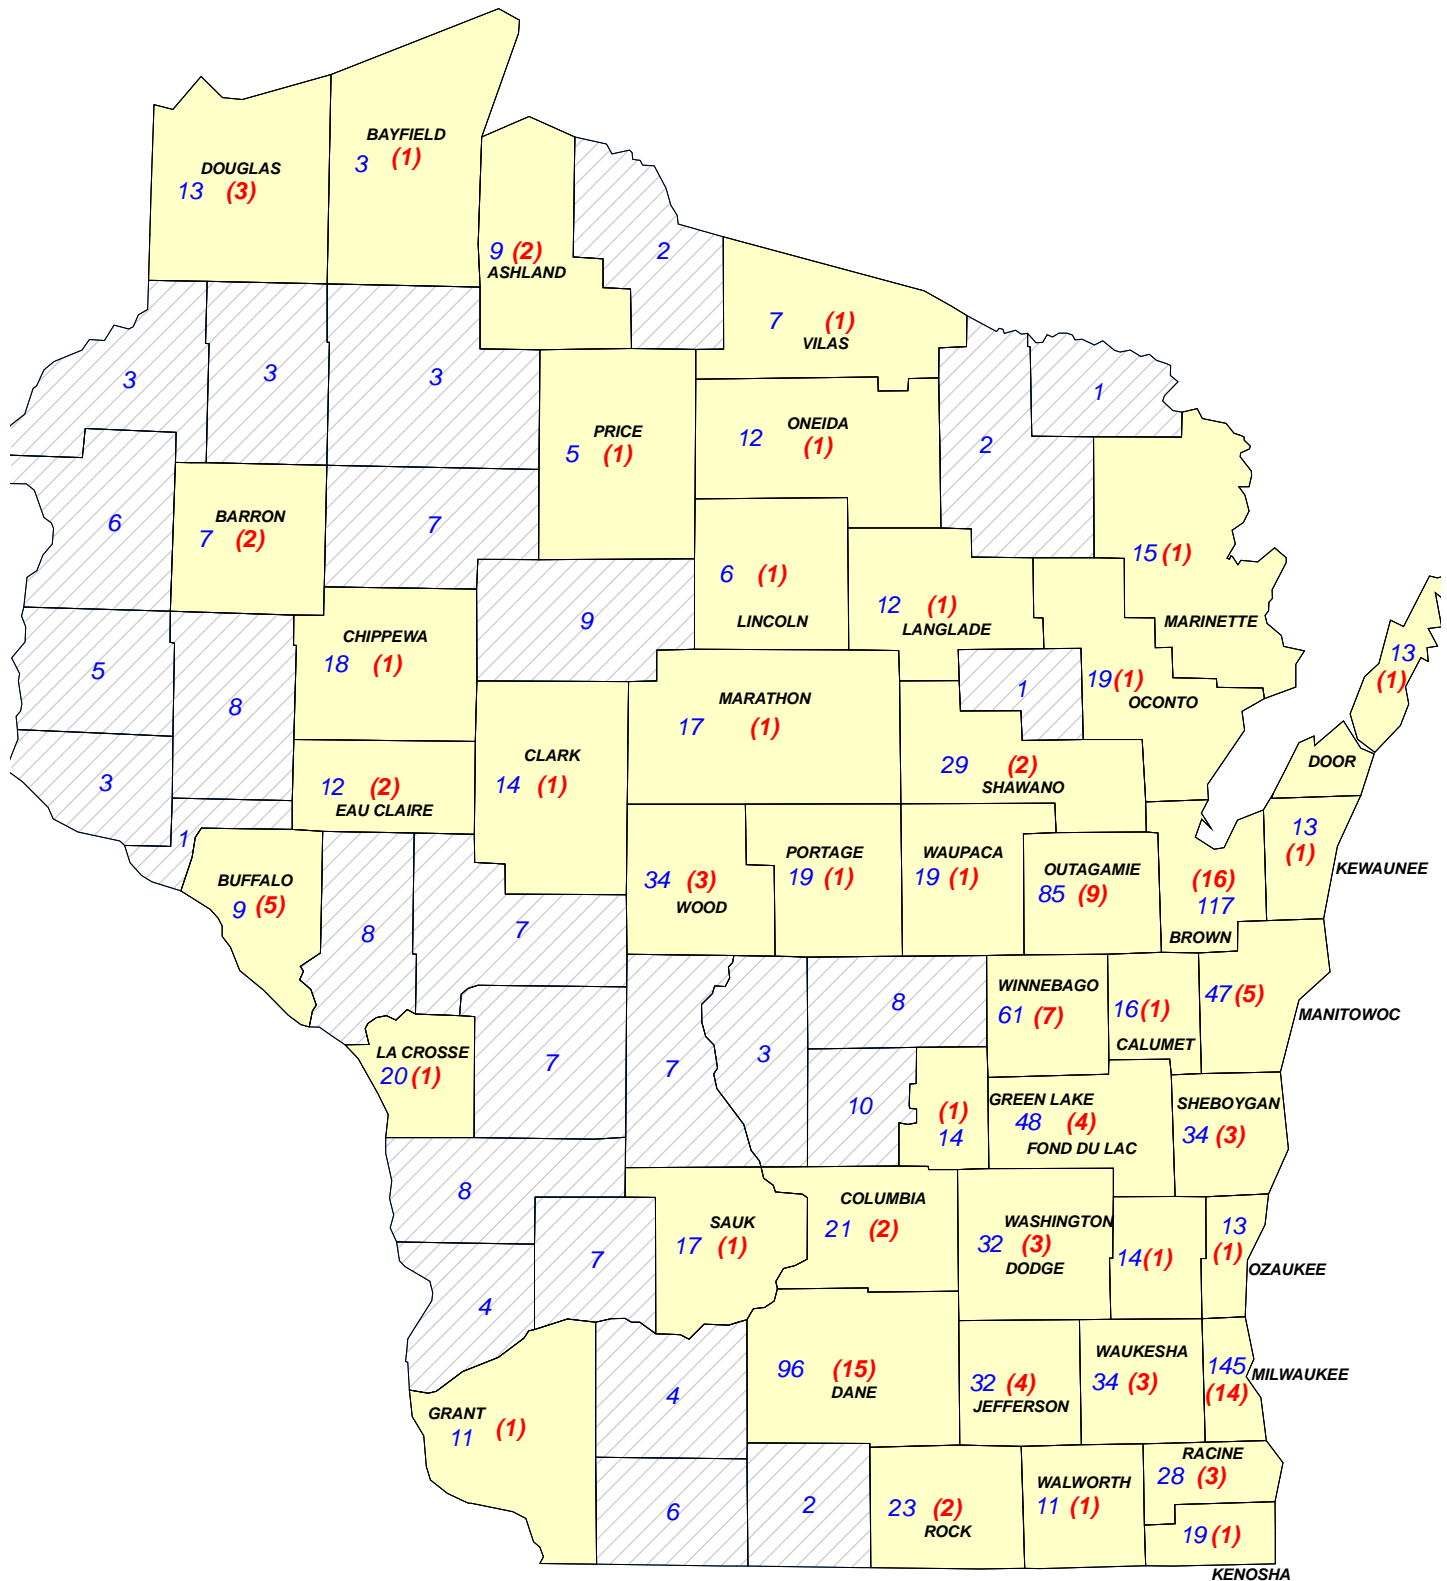 BAYFIELD
3 (1)
DOUGLAS
13 (3)
9 (2)
ASHLAND
2
7 (1)
VILAS
3
3
3
1
PRICE
5 (1)
ONEIDA
12 (1)
2
6
BARRON
7 (2)
7
15 (1)
MARINETTE
6 (1)
LINCOLN
12 (1)
LANGLADE
9
CHIPPEWA
18 (1)
5
8
13
(1)
DOOR
19 (1)
OCONTO
1
MARATHON
17 (1)
CLARK
14 (1)
29 (2)
SHAWANO
3
12 (2)
EAU CLAIRE
1
13
(1)
KEWAUNEE
BUFFALO
9 (5)
34 (3)
WOOD
PORTAGE
19 (1)
WAUPACA
19 (1)
OUTAGAMIE
85 (9)
(16)
117
BROWN
8
7
WINNEBAGO
61 (7)
8
16 (1)
CALUMET
47 (5)
MANITOWOC
LA CROSSE
20 (1)
7
7
3
10
(1)
14
GREEN LAKE
48 (4)
FOND DU LAC
SHEBOYGAN
34 (3)
8
COLUMBIA
21 (2)
SAUK
17 (1)
WASHINGTON
32 (3)
DODGE
14 (1)
13
(1)
OZAUKEE
7
4
96 (15)
DANE
32 (4)
JEFFERSON
WAUKESHA
34 (3)
145
(14)
MILWAUKEE
4
GRANT
11 (1)
RACINE
28 (3)
WALWORTH
11 (1)
6
2
23 (2)
ROCK
19 (1)
KENOSHA